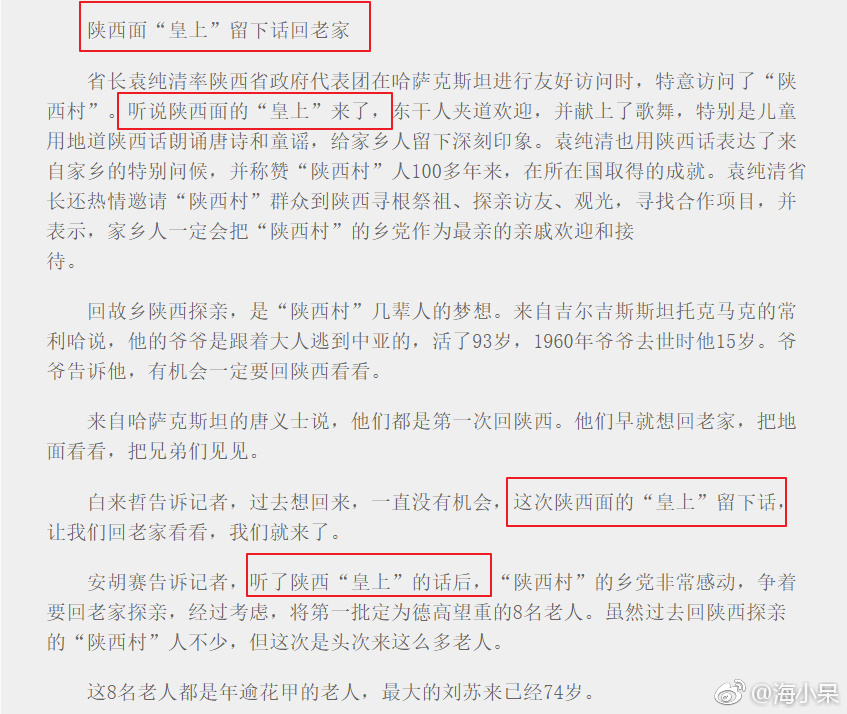 陕西面“皇上”留下话回老家
省长袁纯清率陕西省政府代表团在哈萨克斯坦进行友好访问时，特意访问了“陕
西村”。听说陕西面的“皇上”来了，东干人夹道欢迎，并献上了歌舞，特别是儿童
用地道陕西话朗诵唐诗和童谣，给家乡人留下深刻印象。袁纯清也用陕西话表达了来
自家乡的特别问候，并称赞“陕西村”人100多年来，在所在国取得的成就。袁纯清省
长还热情邀请“陕西村”群众到陕西寻根祭祖、探亲访友、观光，寻找合作项目，并
表示，家乡人一定会把“陕西村”的乡党作为最亲的亲戚欢迎和接
待。
回故乡陕西探亲，是“陕西村”几辈人的梦想。来自吉尔吉斯斯坦托克马克的常
利哈说，他的爷爷是跟着大人逃到中亚的，活了93岁，1960年爷爷去世时他15岁。爷
爷告诉他，有机会一定要回陕西看看。
来自哈萨克斯坦的唐义士说，他们都是第一次回陕西。他们早就想回老家，把地
面看看，把兄弟们见见。
白来哲告诉记者，过去想回来，一直没有机会，这次陕西面的“皇上”留下话，
让我们回老家看看，我们就来了。
安胡赛告诉记者，听了陕西“皇上”的话后，“陕西村”的乡党非常感动，争着
要回老家探亲，经过考虑，将第一批定为德高望重的8名老人。虽然过去回陕西探亲
的“陕西村”人不少，但这次是头次来这么多老人。
这8名老人都是年逾花甲的老人，最大的刘苏来已经74岁。
@海小呆